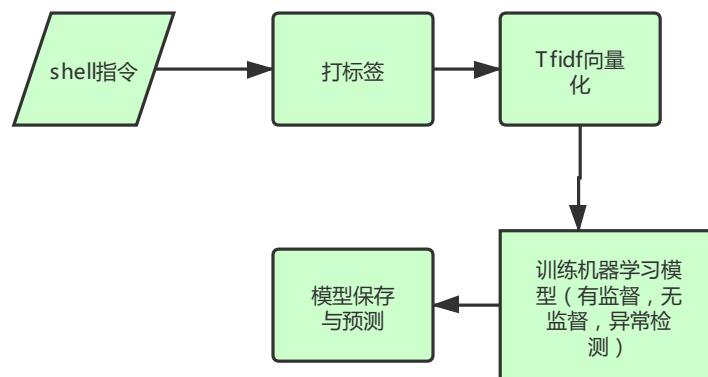 shell指令
打标签
Tfidf向量
化
训练机器学习模
型（有监督，无
监督，异常检
测）
模型保存
与预测